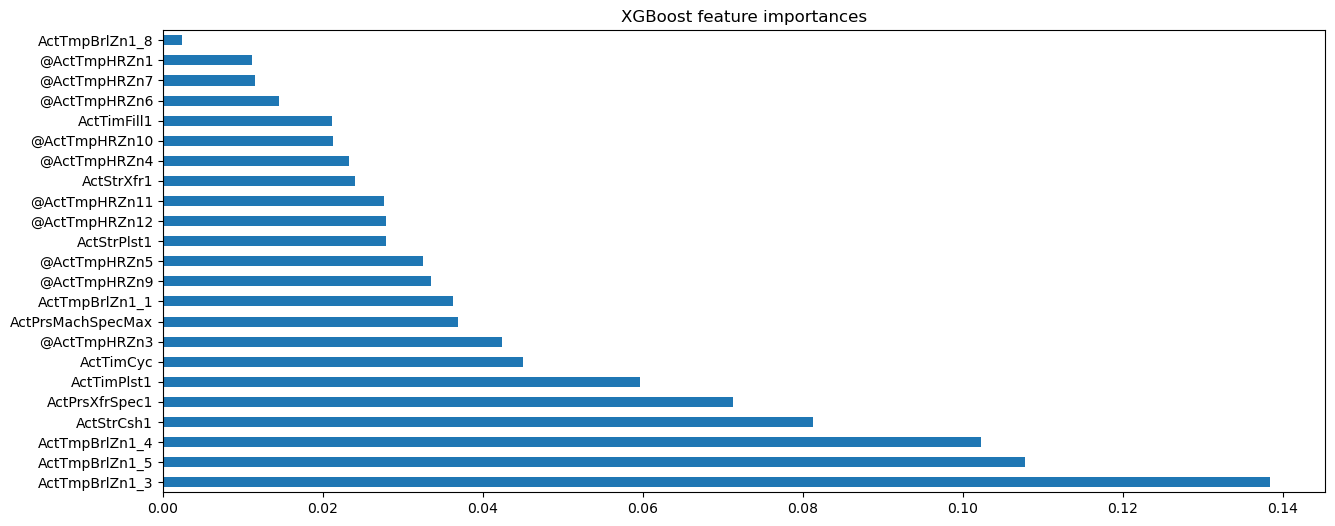 XGBoost feature importances
ActTmpBrlZn1_8
@ActTmpHRZn1
@ActTmpHRZn7
@ActTmpHRZn6
ActTimFill1
@ActTmpHRZn10
@ActTmpHRZn4
ActStrXfr1
@ActTmpHRZn11
@ActTmpHRZn12
ActStrPlst1
@ActTmpHRZn5
@ActTmpHRZn9
ActTmpBrlZn1_1
ActPrsMachSpecMax
@ActTmpHRZn3
ActTimCyc
ActTimPlst1
ActPrsXfrSpec1
ActStrCsh1
ActTmpBrlZn1_4
ActTmpBrlZn1_5
ActTmpBrlZn1_3
0.00 0.02 0.04 0.06 0.08 0.10 0.12 0.14